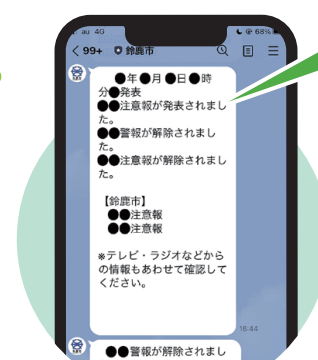 au 4G 68%
99+ 鈴鹿市
●年●月●日●時
分●発表
●●注意報が発表されまし
た。
●●警報が解除されまし
た。
●●注意報が解除されまし
た。
【鈴鹿市】
●●注意報
●●注意報
※テレビ・ラジオなどから
の情報もあわせて確認して
ください。
16:44
●●警報が解除されまし